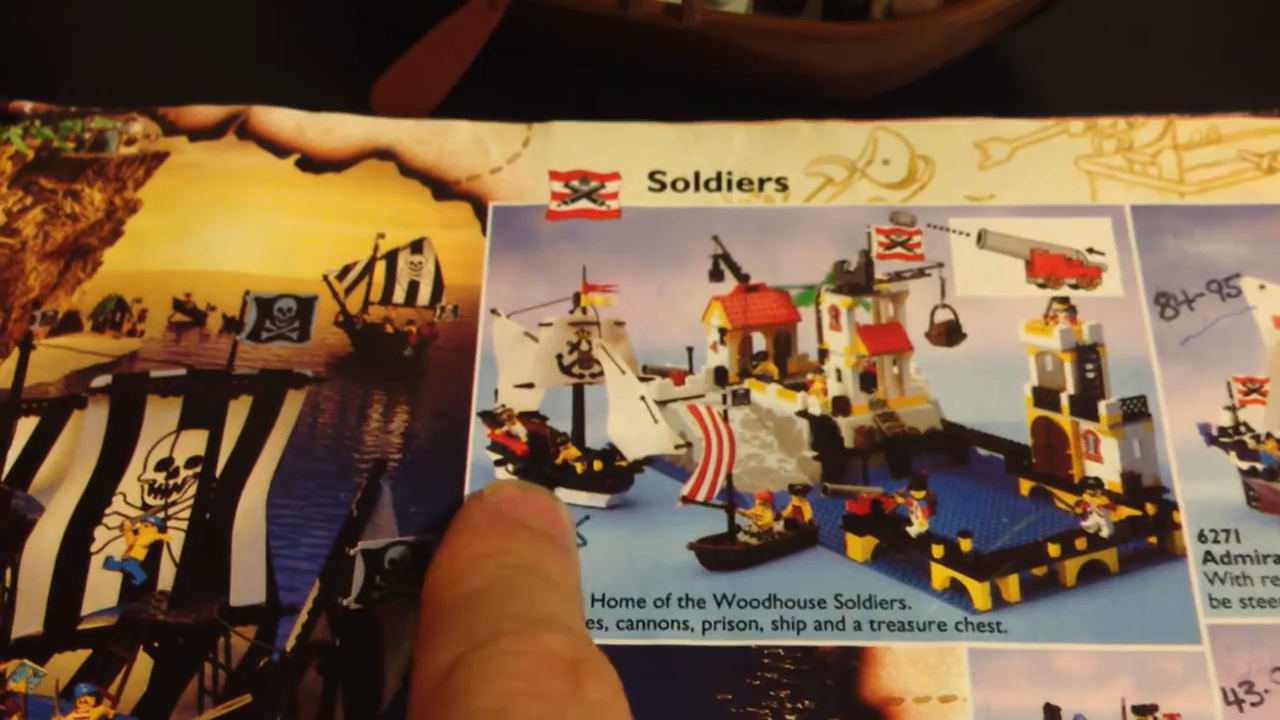 Soldiers
84-95
6271
Admira
With re
be stee
Home of the Woodhouse Soldiers.
es, cannons, prison, ship and a treasure chest.
43-